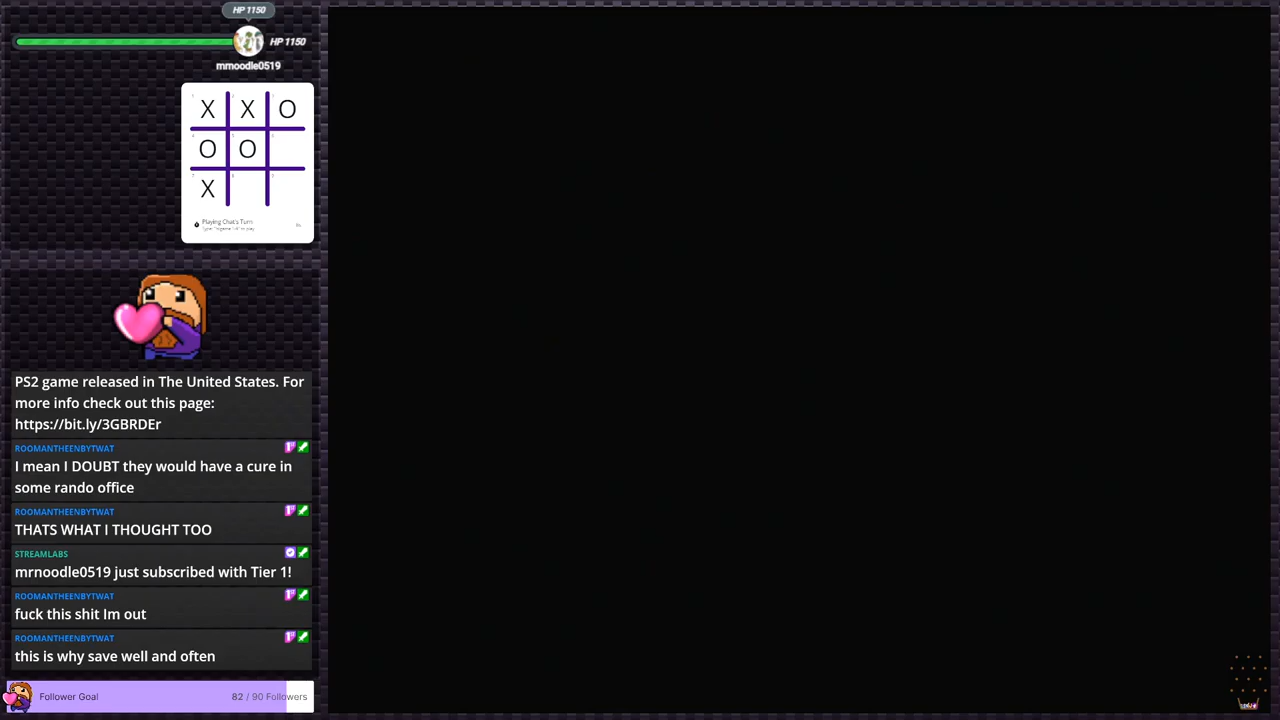 HP 1150
HP 1150
mrnoodle0519
X X O
O O
X
Playing Chat's Turn
PS2 game released in The United States. For
more info check out this page:
https://bit.ly/3GBRDEr
ROOMANTHEENBYTWAT
I mean I DOUBT they would have a cure in
some rando office
ROOMANTHEENBYTWAT
THATS WHAT I THOUGHT TOO
STREAMLABS
mrnoodle0519 just subscribed with Tier 1!
ROOMANTHEENBYTWAT
fuck this shit Im out
ROOMANTHEENBYTWAT
this is why save well and often
Follower Goal 82 / 90 Followers